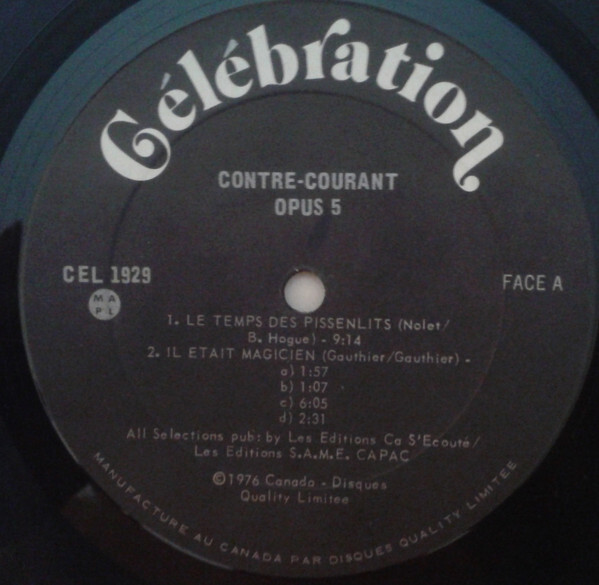 Célébration
CONTRE-COURANT
OPUS 5
CEL 1929
MAPL
FACE A
1. LE TEMPS DES PISSENLITS (Nolet/
B. Hogue) - 9:14
2. IL ETAIT MAGICIEN (Gauthier/Gauthier) -
a) 1:57
b) 1:07
c) 6:05
d) 2:31
All Selections pub: by Les Editions Ca S'Ecouté/
Les Editions S.A.M.E. CAPAC
©1976 Canada - Disques
Quality Limitee
MANUFACTURE AU CANADA PAR DISQUES QUALITY LIMITEE